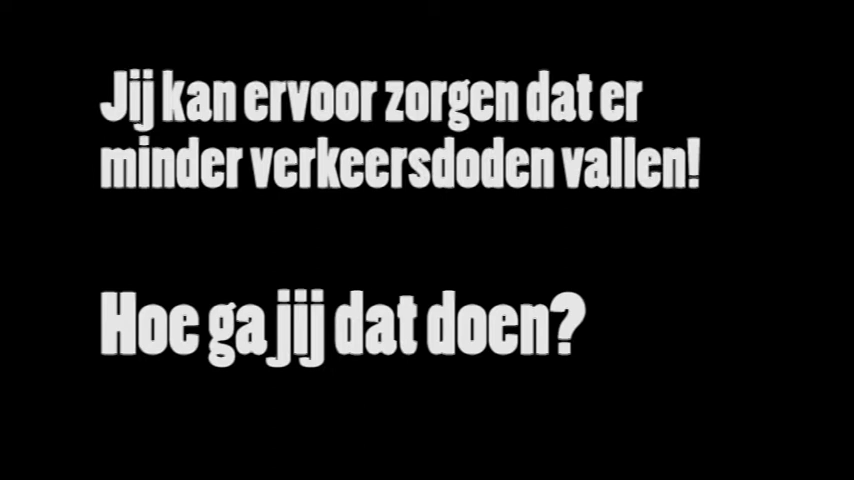 Jij kan ervoor zorgen dat er
minder verkeersdoden vallen!
Hoe ga jij dat doen?